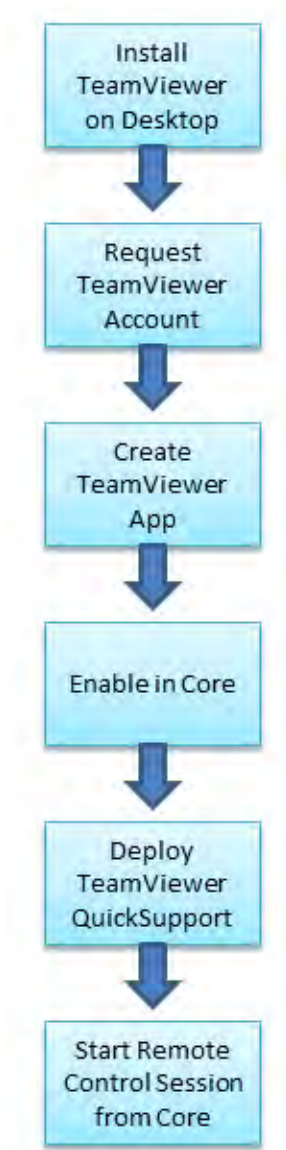 Install
TeamViewer
on Desktop
Request
TeamViewer
Account
Create
TeamViewer
App
Enable in Core
Deploy
TeamViewer
QuickSupport
Start Remote
Control Session
from Core